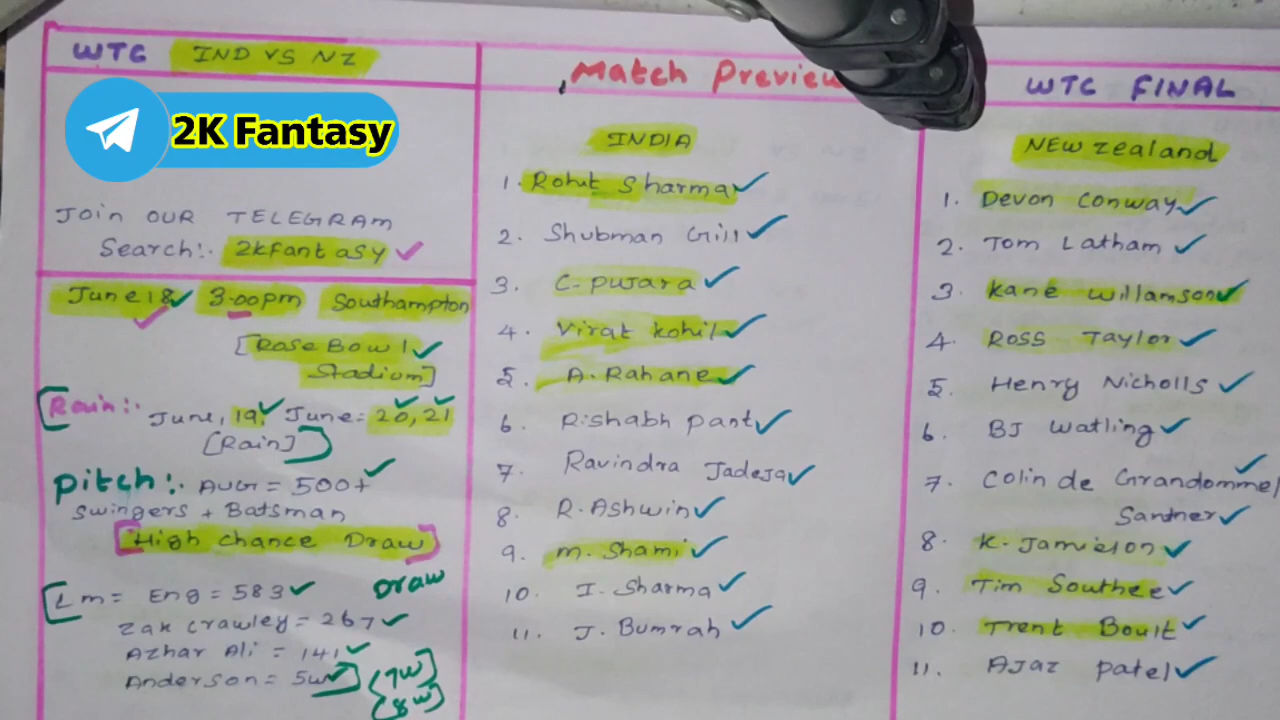 WTC IND VS NZ
2K Fantasy
Join OUR TELEGRAM
Search:. 2kfantasy
June 18 3.00pm Southampton
[Rose Bowl
Stadium]
[Rain:. June, 19, June= 20, 21
[Rain]
Pitch:. AUG = 500+
Swingers + Batsman
[High chance Draw]
Draw
[Lm= Eng = 583
Zak Crawley = 267
Azhar Ali = 141
Anderson = 5w]
(7w)
(8w)
Match Preview
INDIA
1. Rohit Sharma
2. Shubman Gill
3. C. Pujara
4. Virat Kohil
5. A. Rahane
6. Rishabh Pant
7. Ravindra Jadeja
8. R. Ashwin
9. M. Shami
10. I. Sharma
11. J. Bumrah
WTC FINAL
NEW Zealand
1. Devon Conway
2. Tom Latham
3. Kane Willamson
4. Ross Taylor
5. Henry Nicholls
6. BJ Watling
7. Colin de Grandommel
Santner
8. K. Jamieson
9. Tim Southee
10. Trent Boult
11. Ajaz Patel